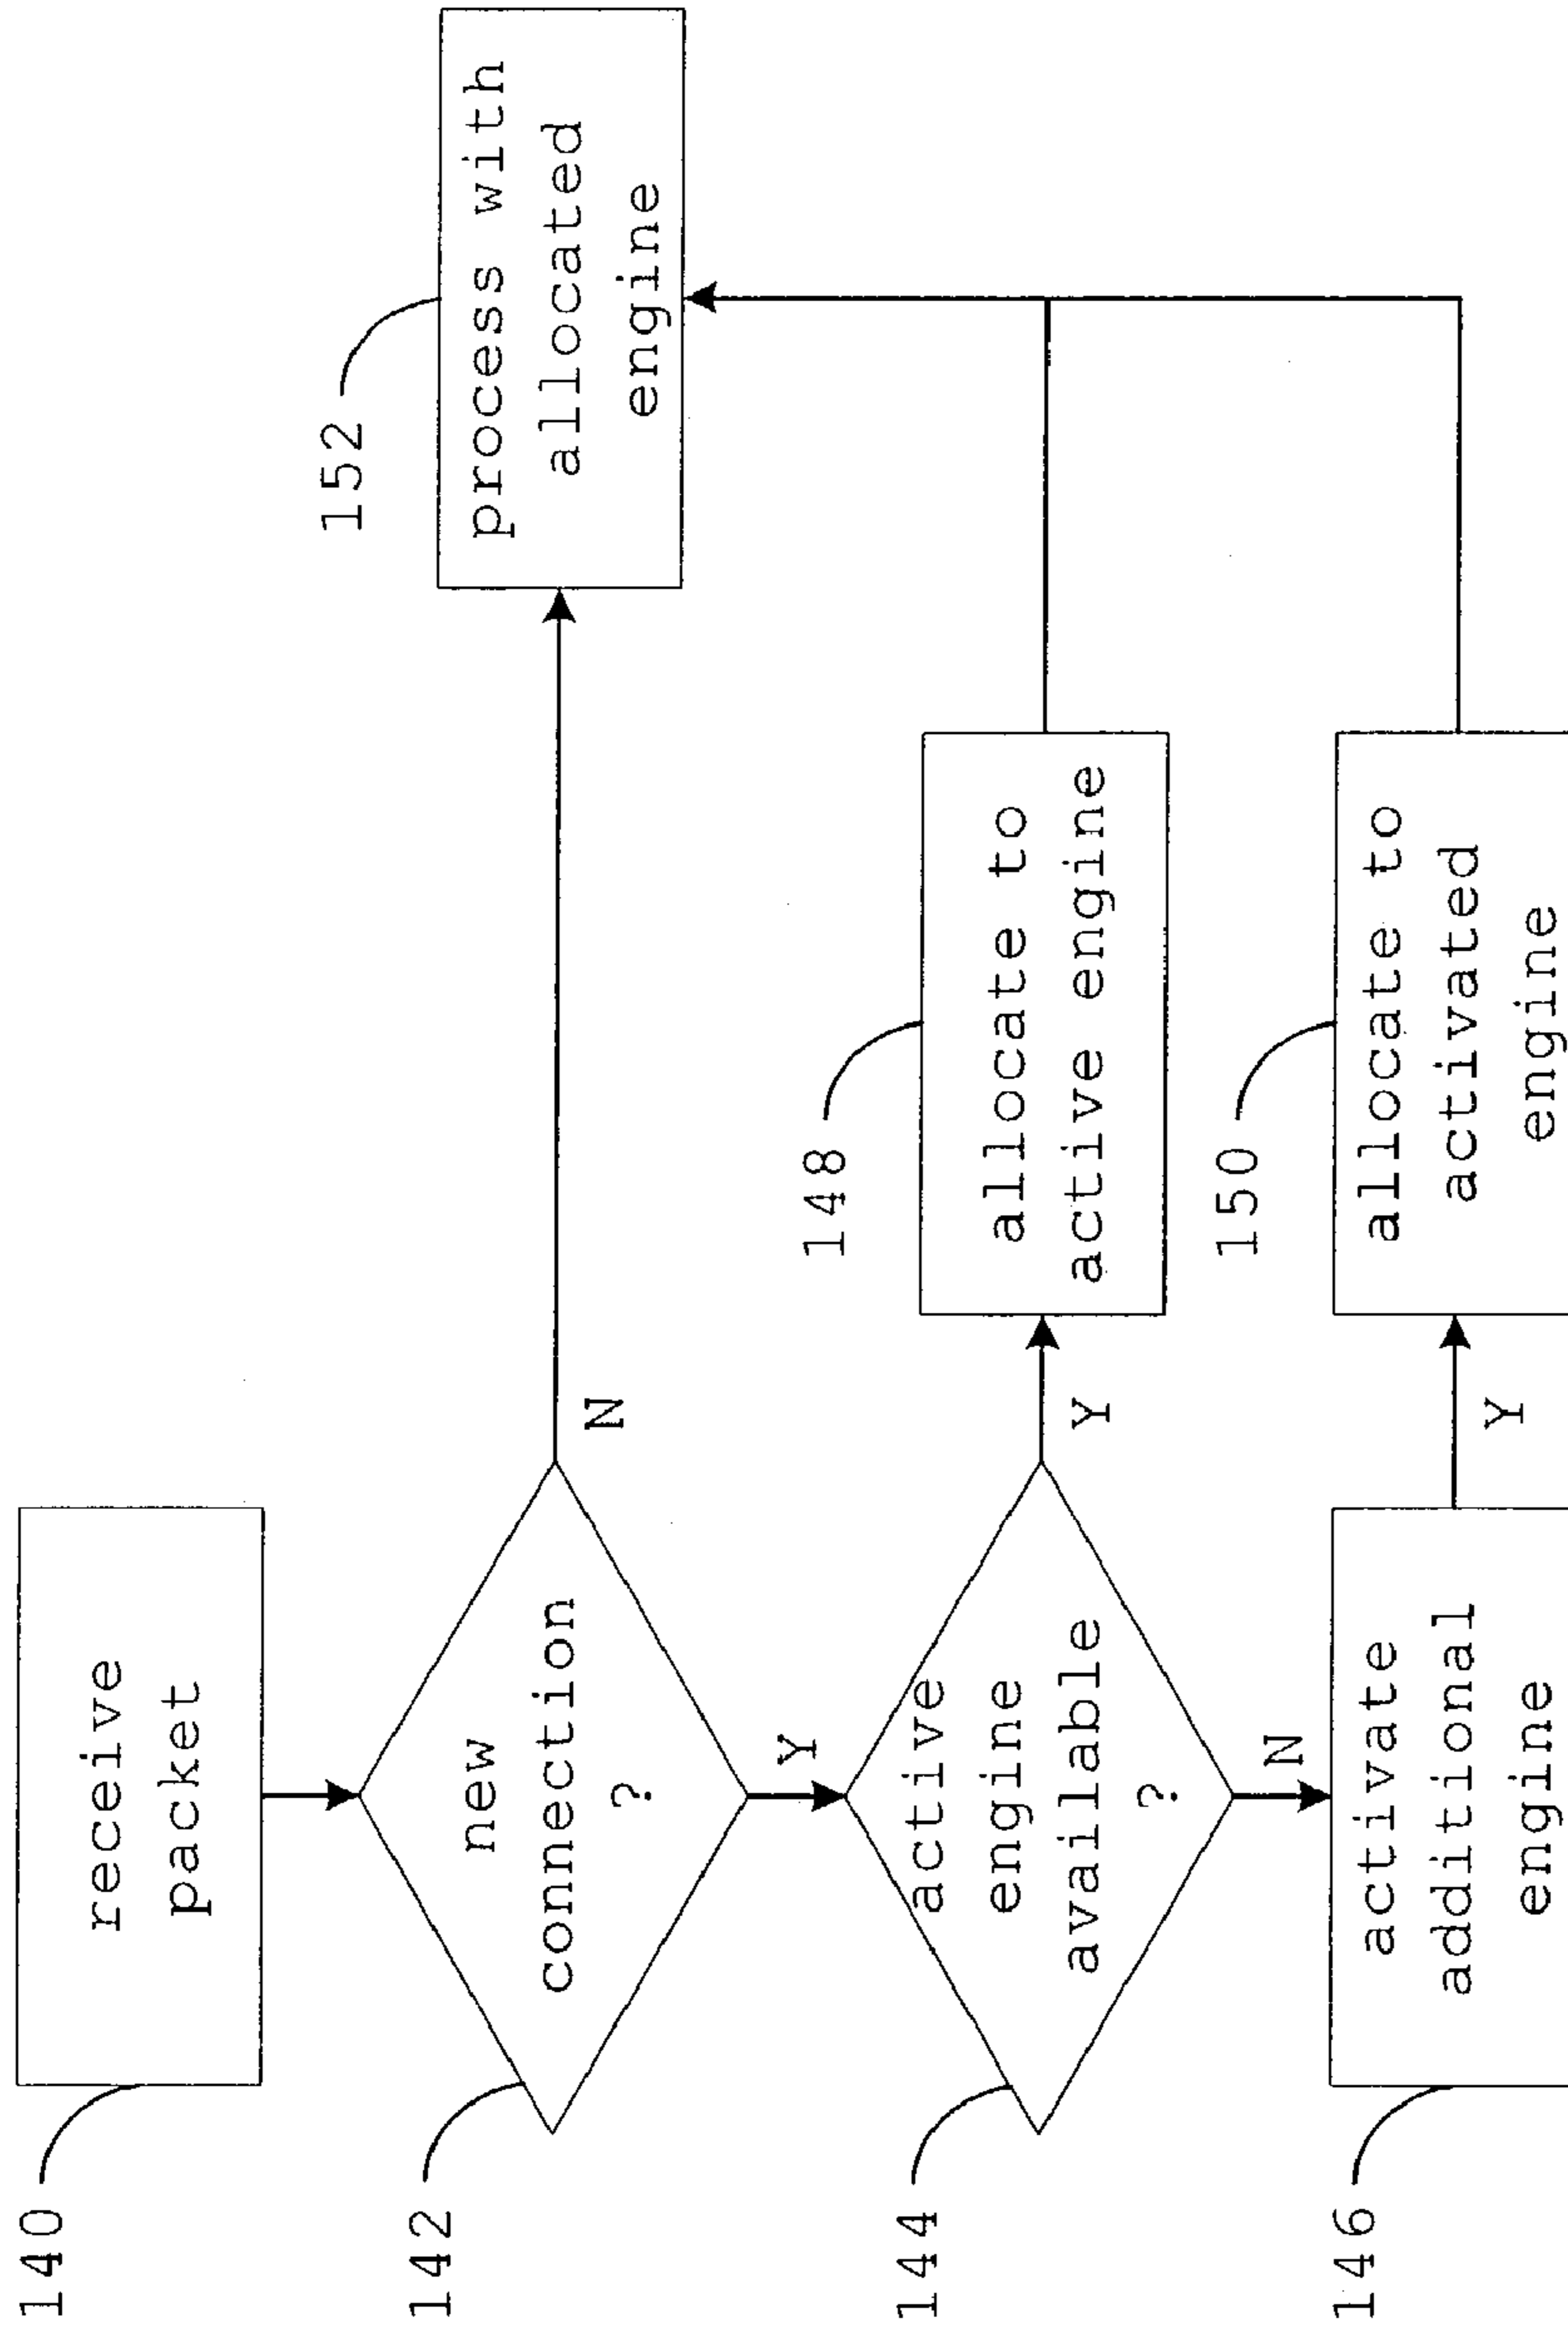 140
receive
packet
142
new
connection
?
N
152
process with
allocated
engine
Y
144
active
engine
available
?
Y
148
allocate to
active engine
N
146
activate
additional
engine
Y
150
allocate to
activated
engine